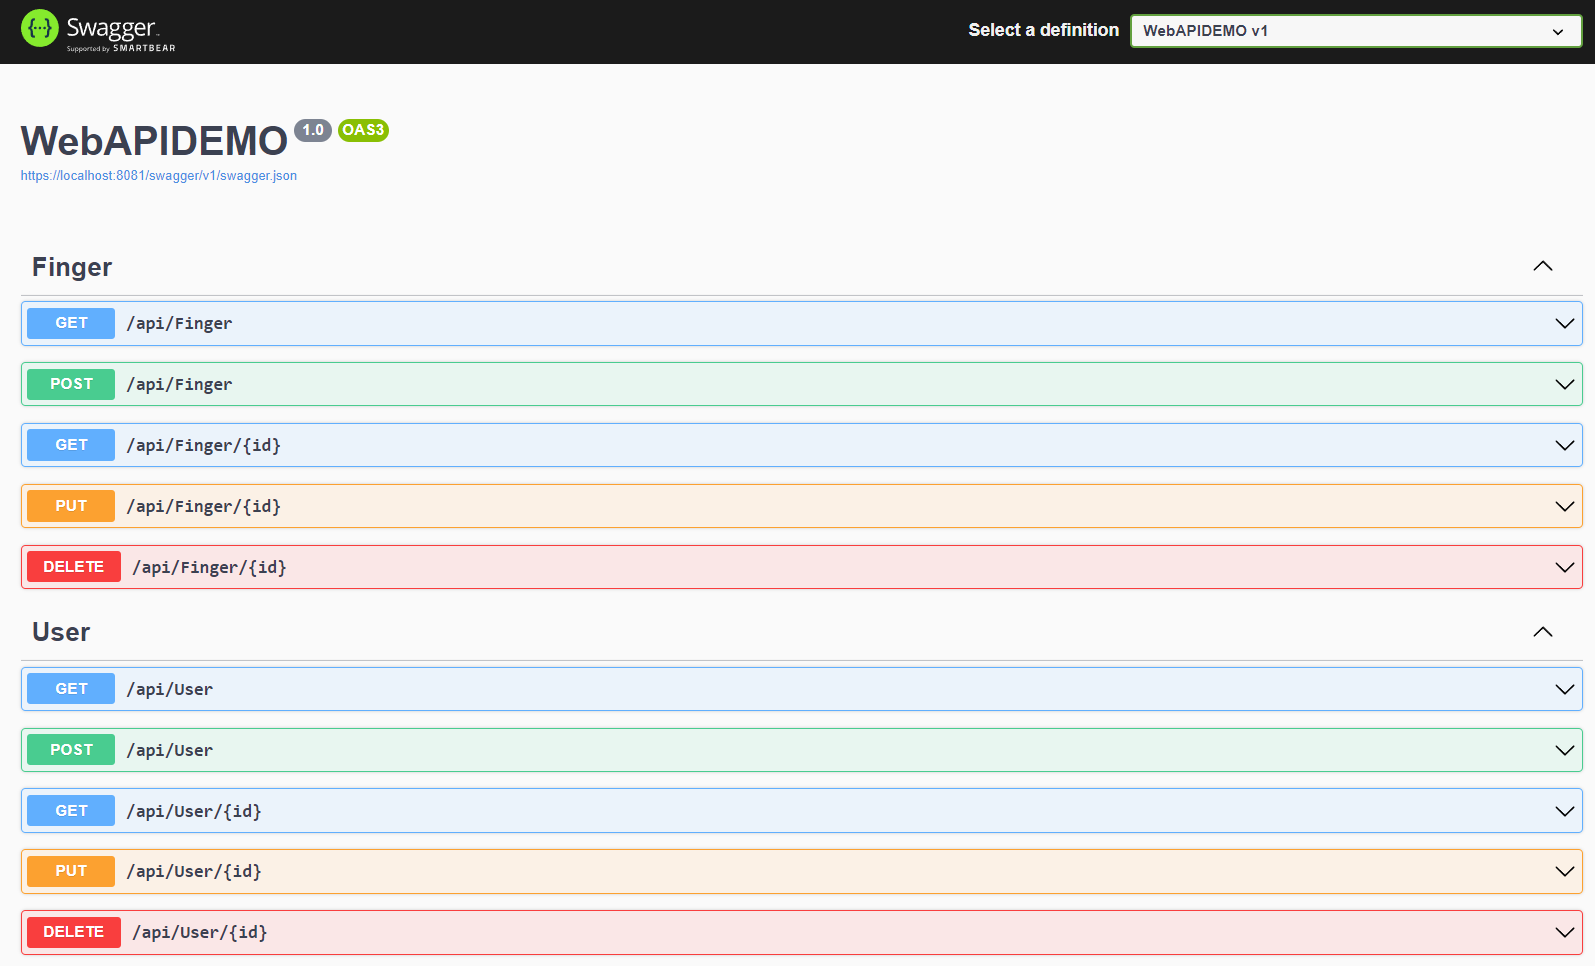 Swagger
Supported by SMARTBEAR
Select a definition
WebAPIDEMO v1
WebAPIDEMO 1.0 OAS3
https://localhost:8081/swagger/v1/swagger.json
Finger
GET /api/Finger
POST /api/Finger
GET /api/Finger/{id}
PUT /api/Finger/{id}
DELETE /api/Finger/{id}
User
GET /api/User
POST /api/User
GET /api/User/{id}
PUT /api/User/{id}
DELETE /api/User/{id}